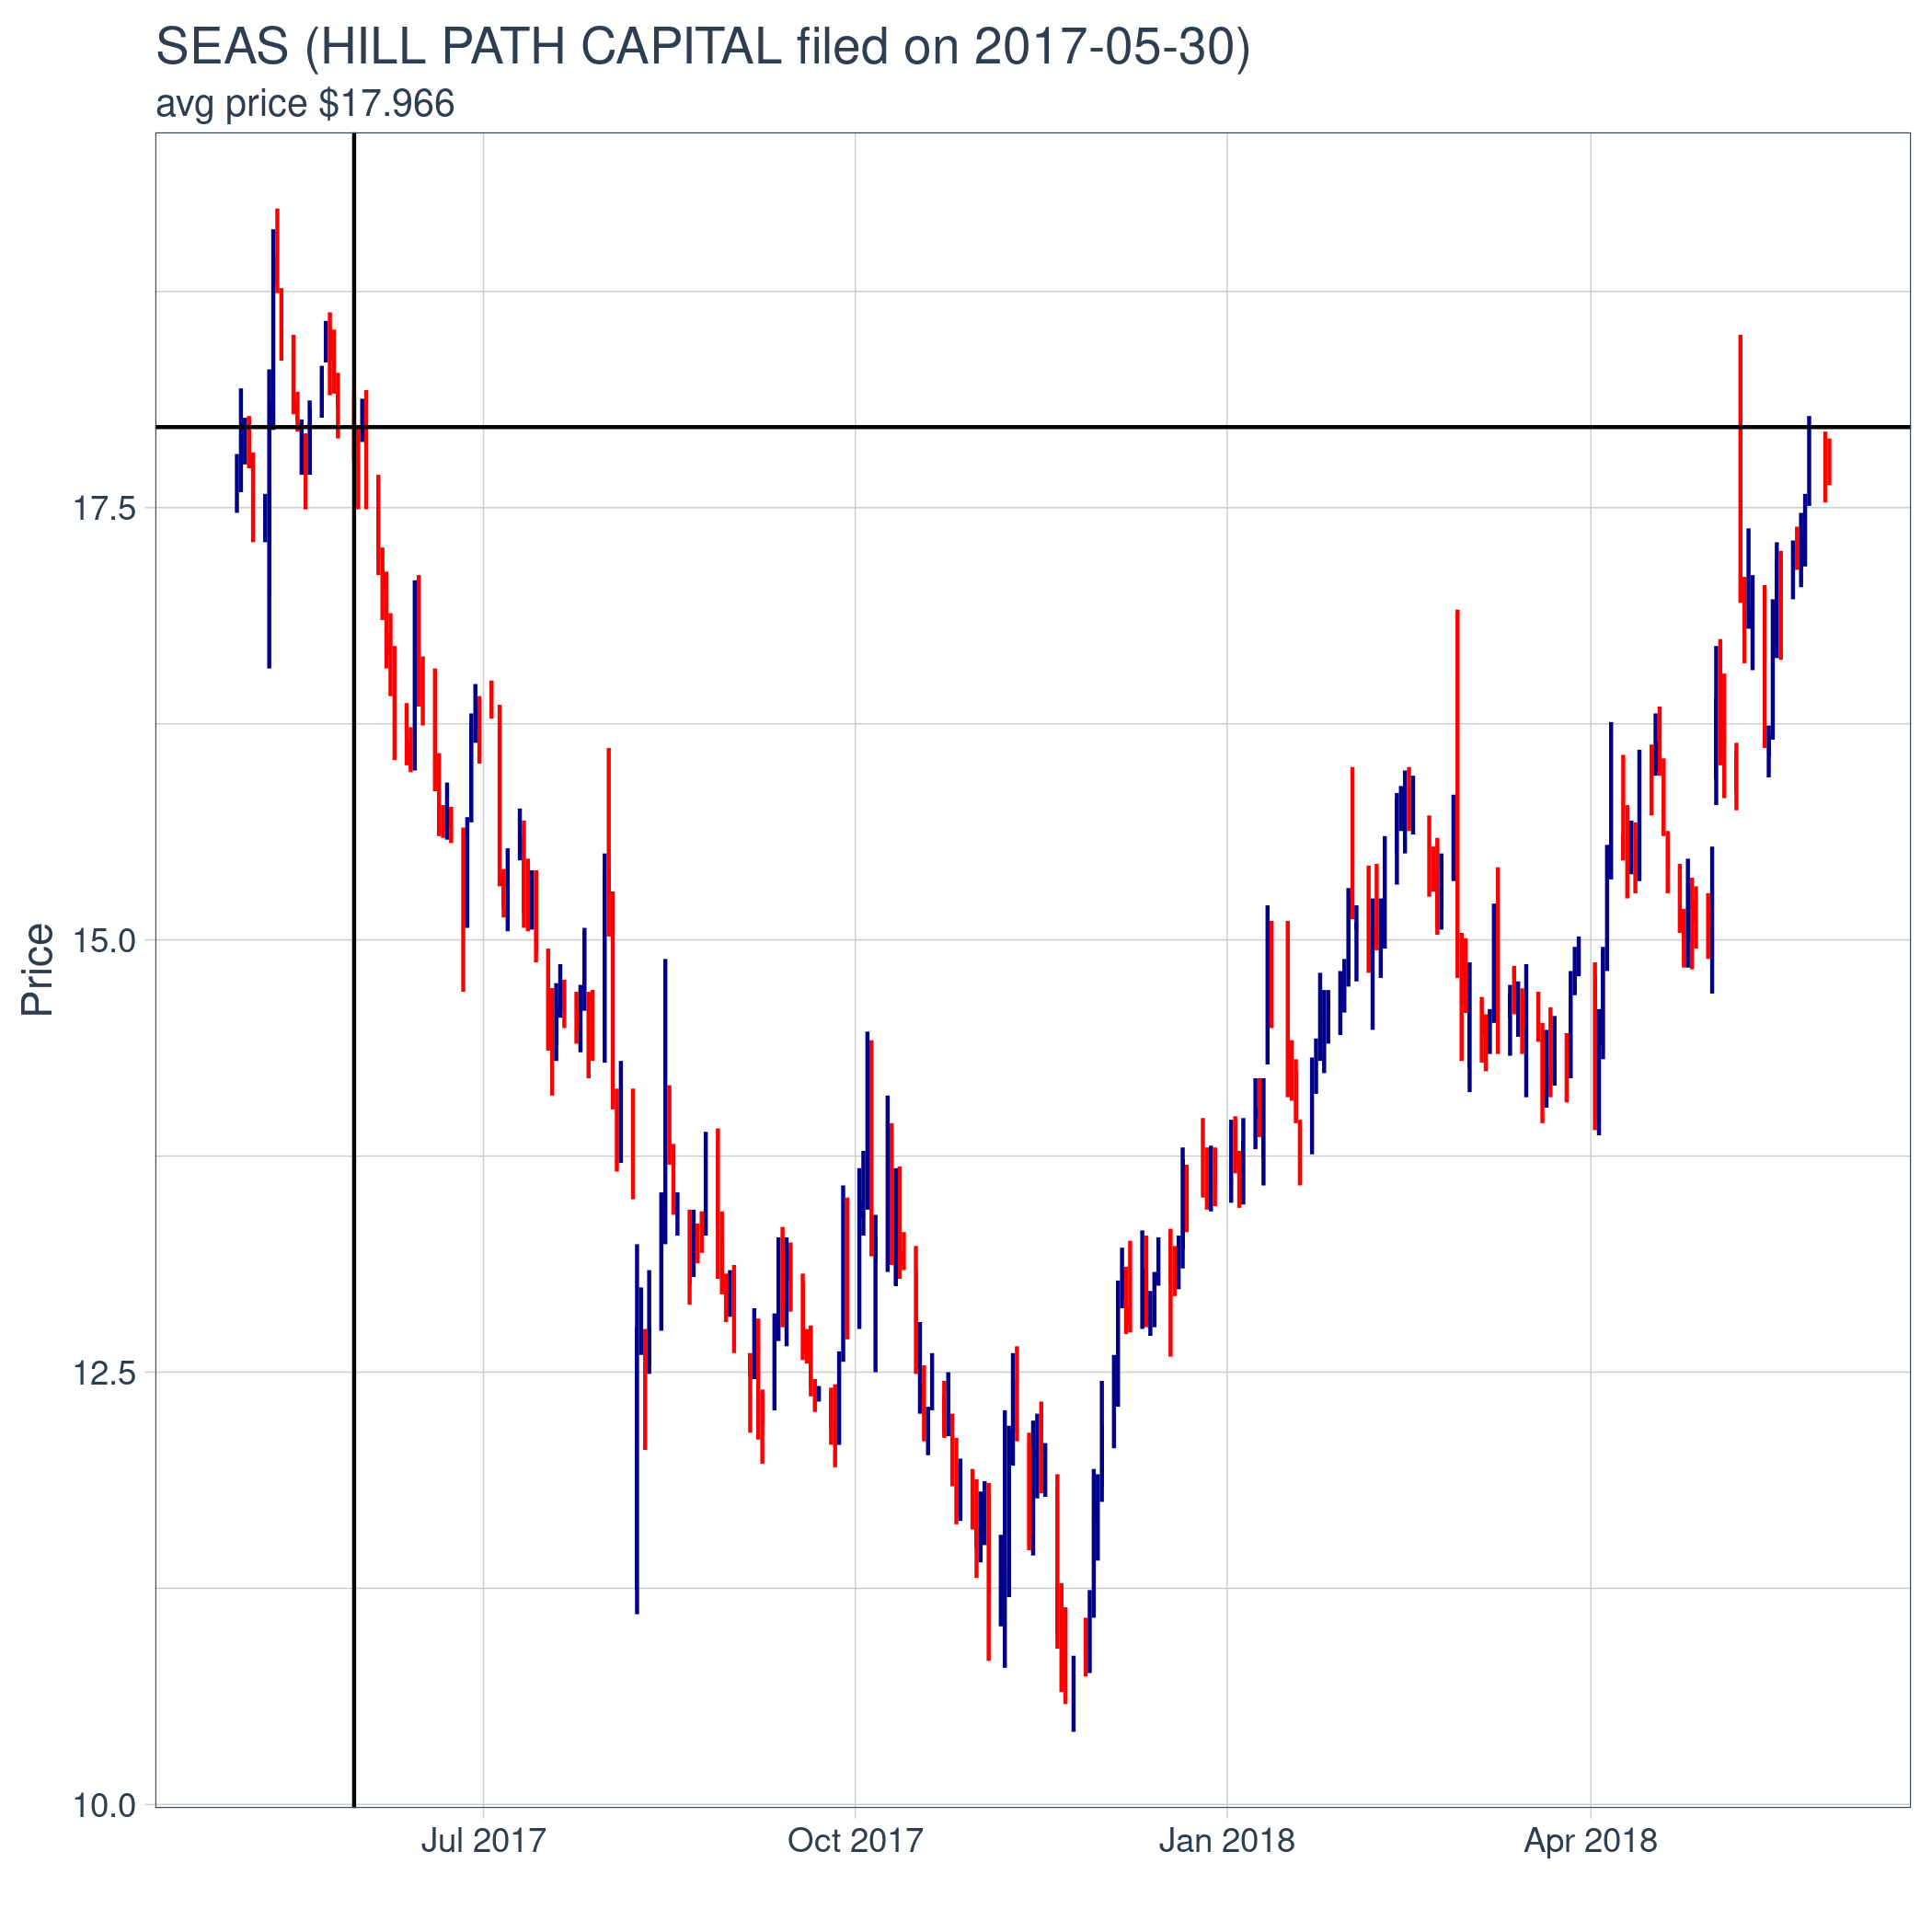 SEAS (HILL PATH CAPITAL filed on 2017-05-30)
avg price $17.966
17.5
15.0
12.5
10.0
Price
Jul 2017
Oct 2017
Jan 2018
Apr 2018